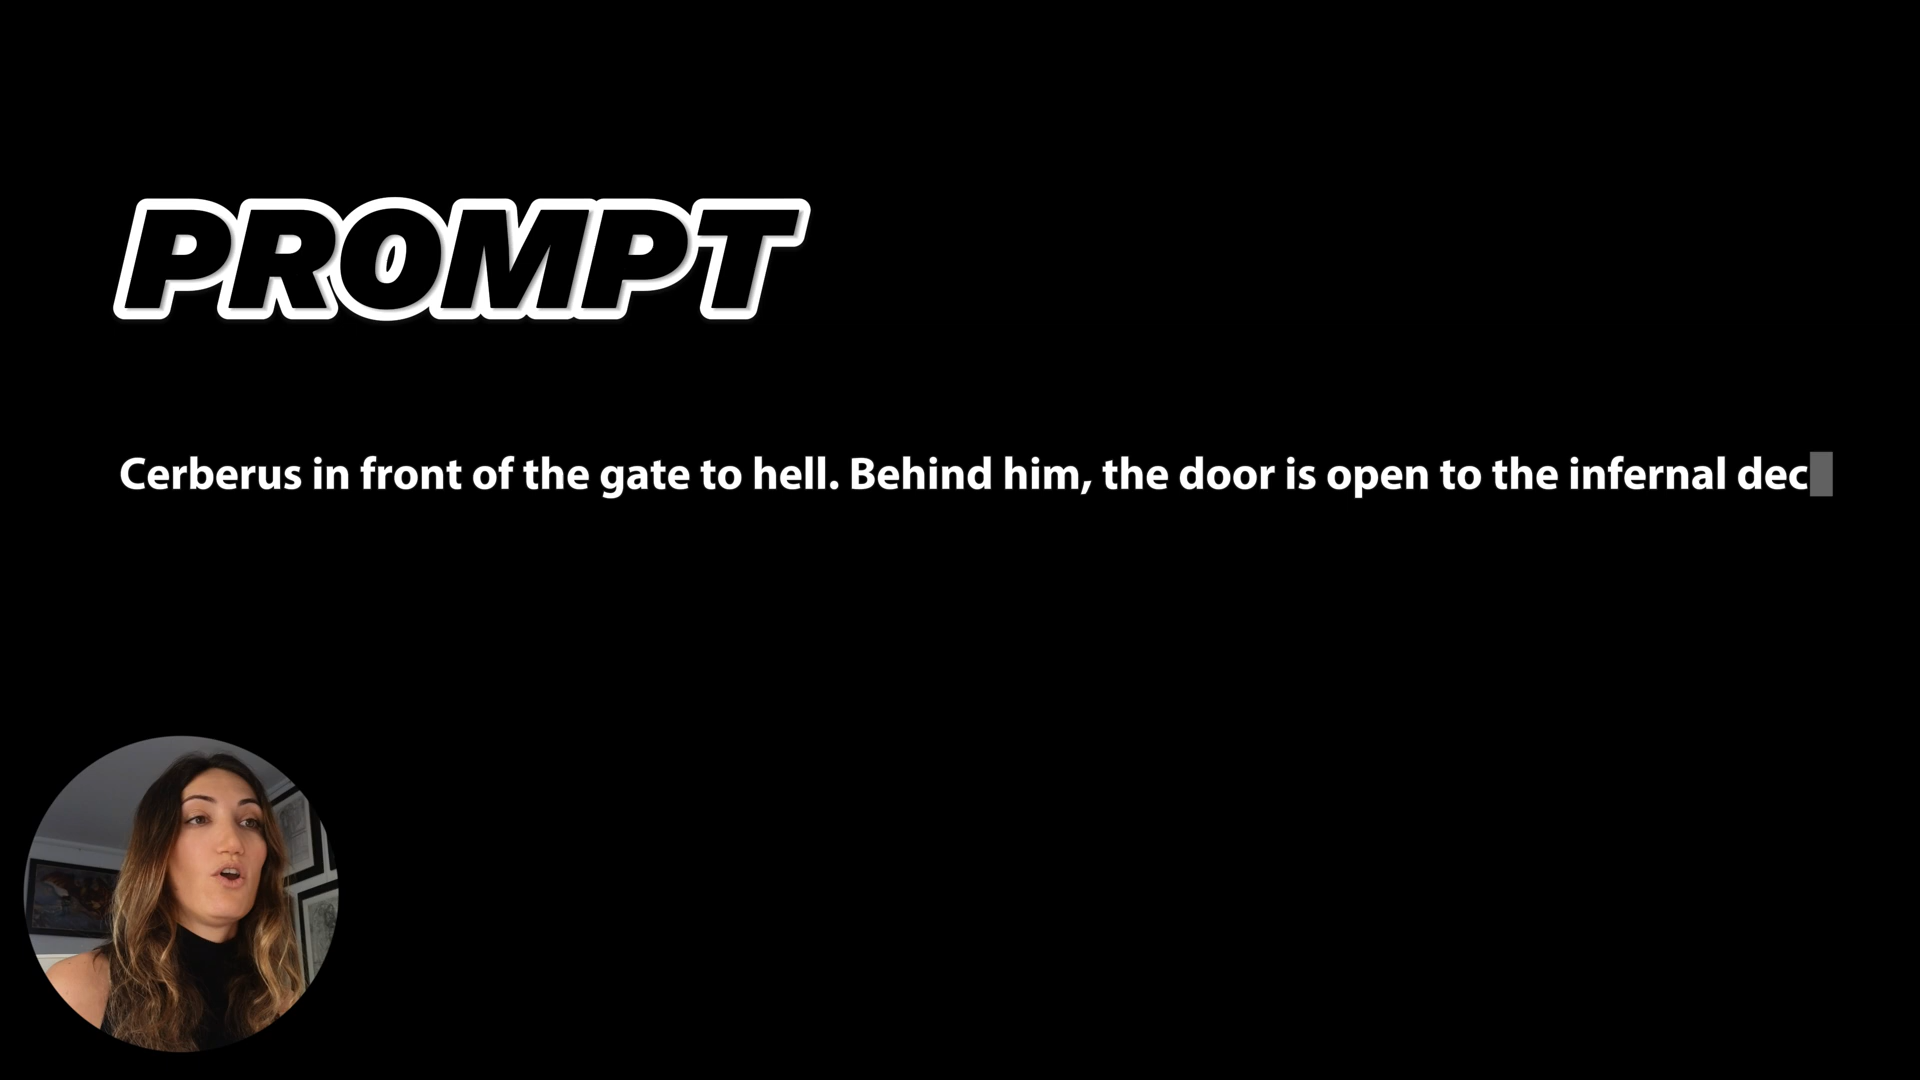 PROMPT
Cerberus in front of the gate to hell. Behind him, the door is open to the infernal dec